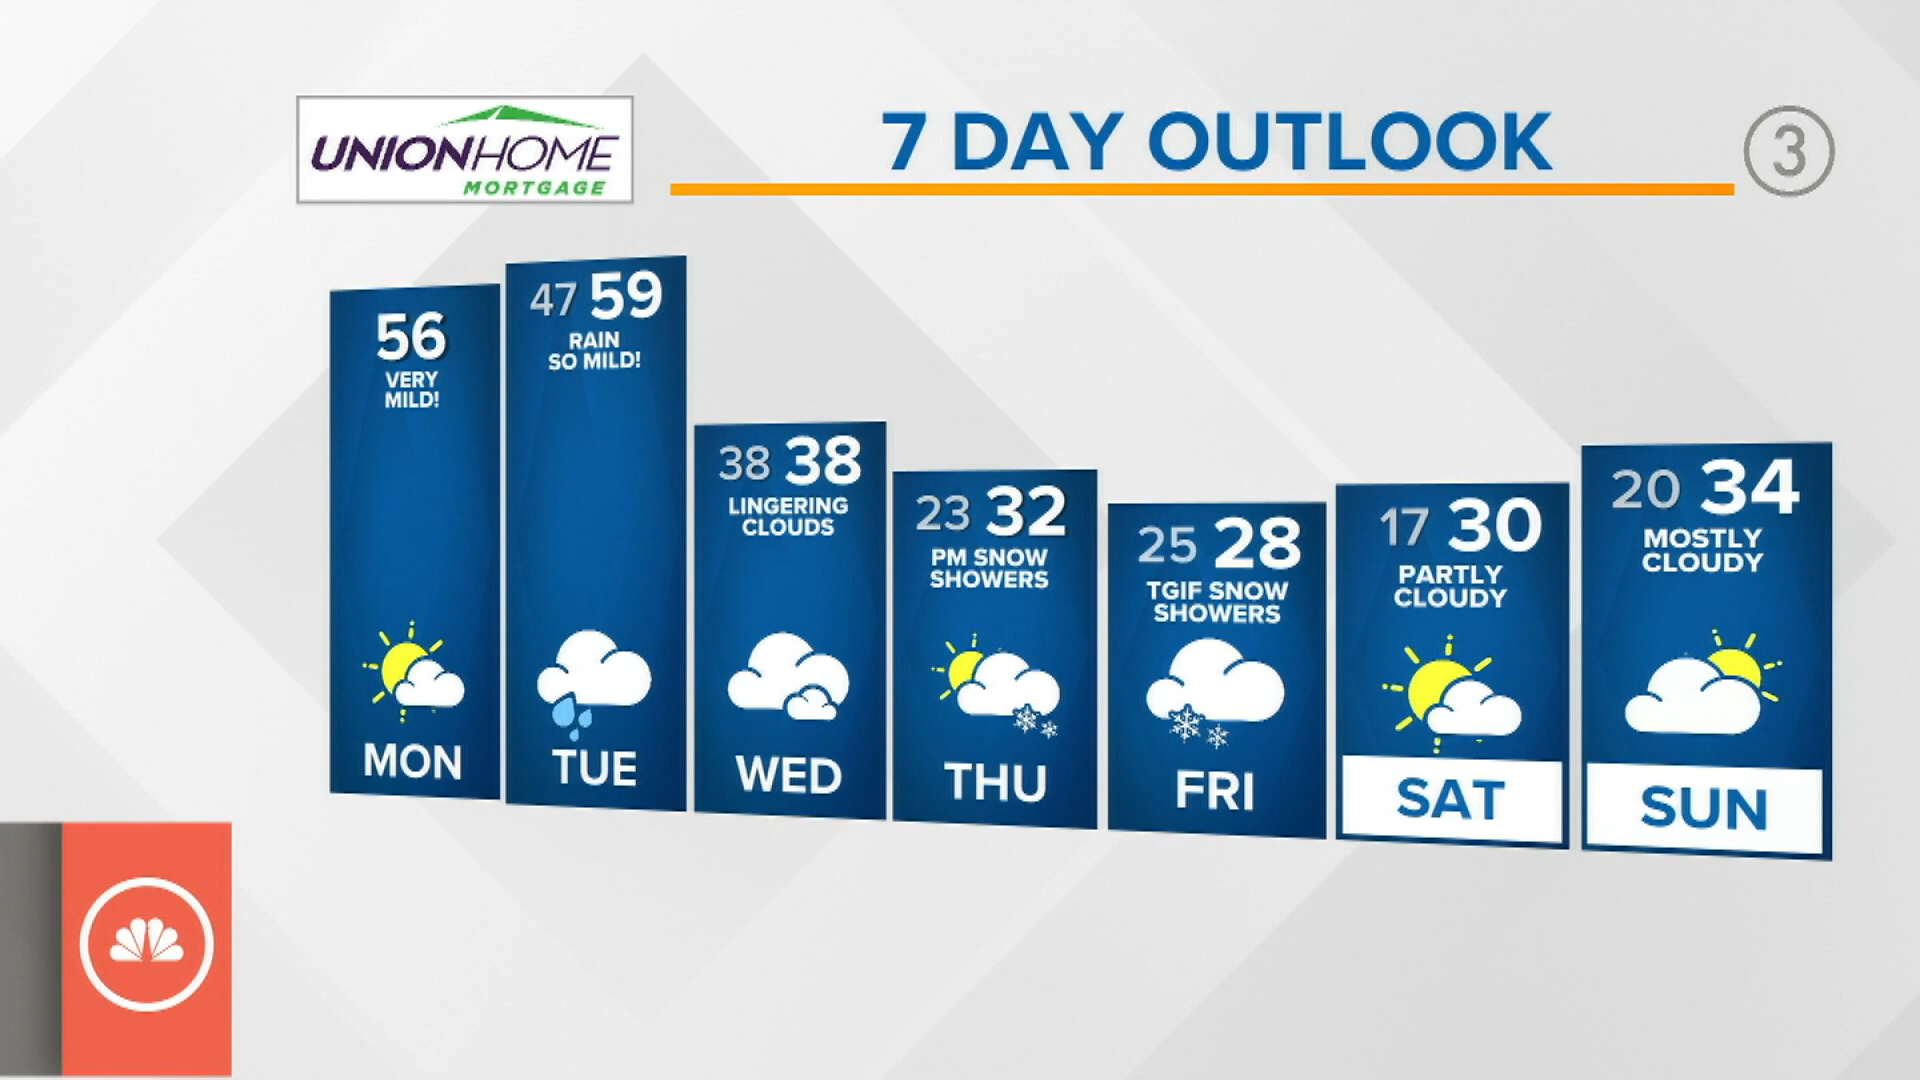 UNIONHOME
MORTGAGE
7 DAY OUTLOOK
3
56
VERY
MILD!
MON
47 59
RAIN
SO MILD!
TUE
38 38
LINGERING
CLOUDS
WED
23 32
PM SNOW
SHOWERS
THU
25 28
TGIF SNOW
SHOWERS
FRI
17 30
PARTLY
CLOUDY
SAT
20 34
MOSTLY
CLOUDY
SUN